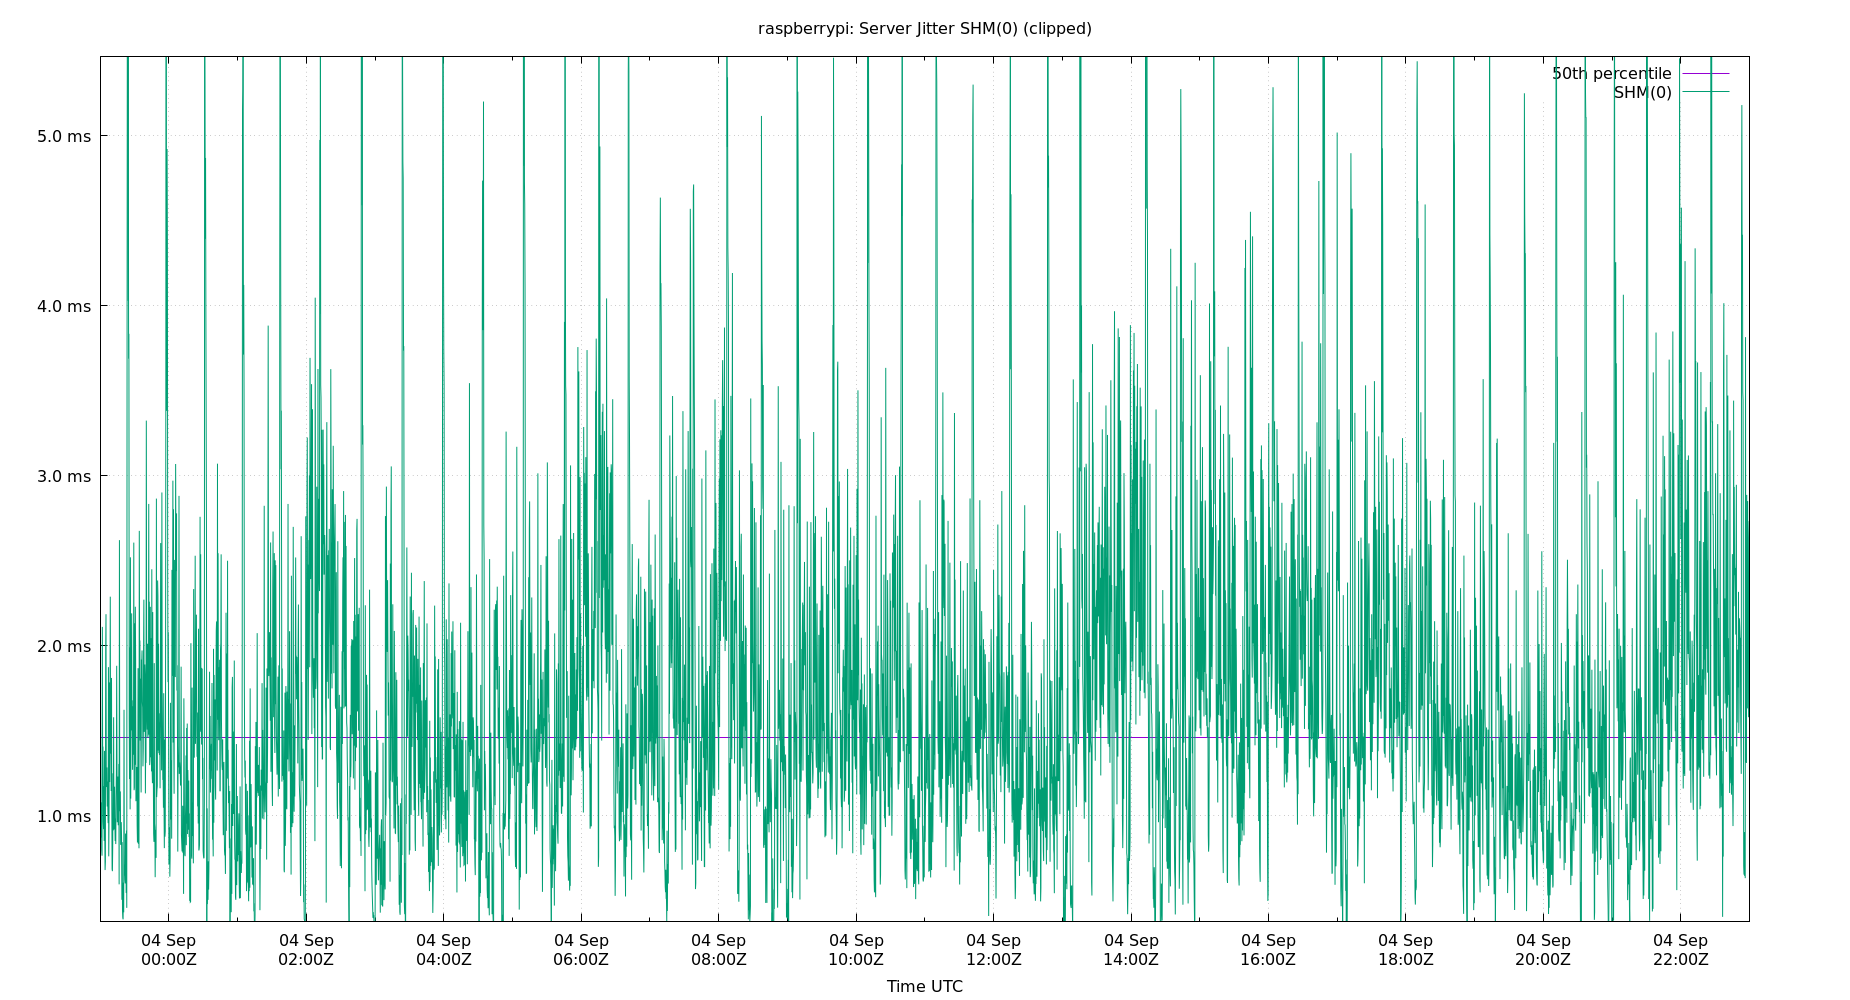 raspberrypi: Server Jitter SHM(0) (clipped)
50th percentile
SHM(0)
5.0 ms
4.0 ms
3.0 ms
2.0 ms
1.0 ms
04 Sep 04 Sep 04 Sep 04 Sep 04 Sep 04 Sep 04 Sep 04 Sep 04 Sep 04 Sep 04 Sep 04 Sep
00:00Z 02:00Z 04:00Z 06:00Z 08:00Z 10:00Z 12:00Z 14:00Z 16:00Z 18:00Z 20:00Z 22:00Z
Time UTC